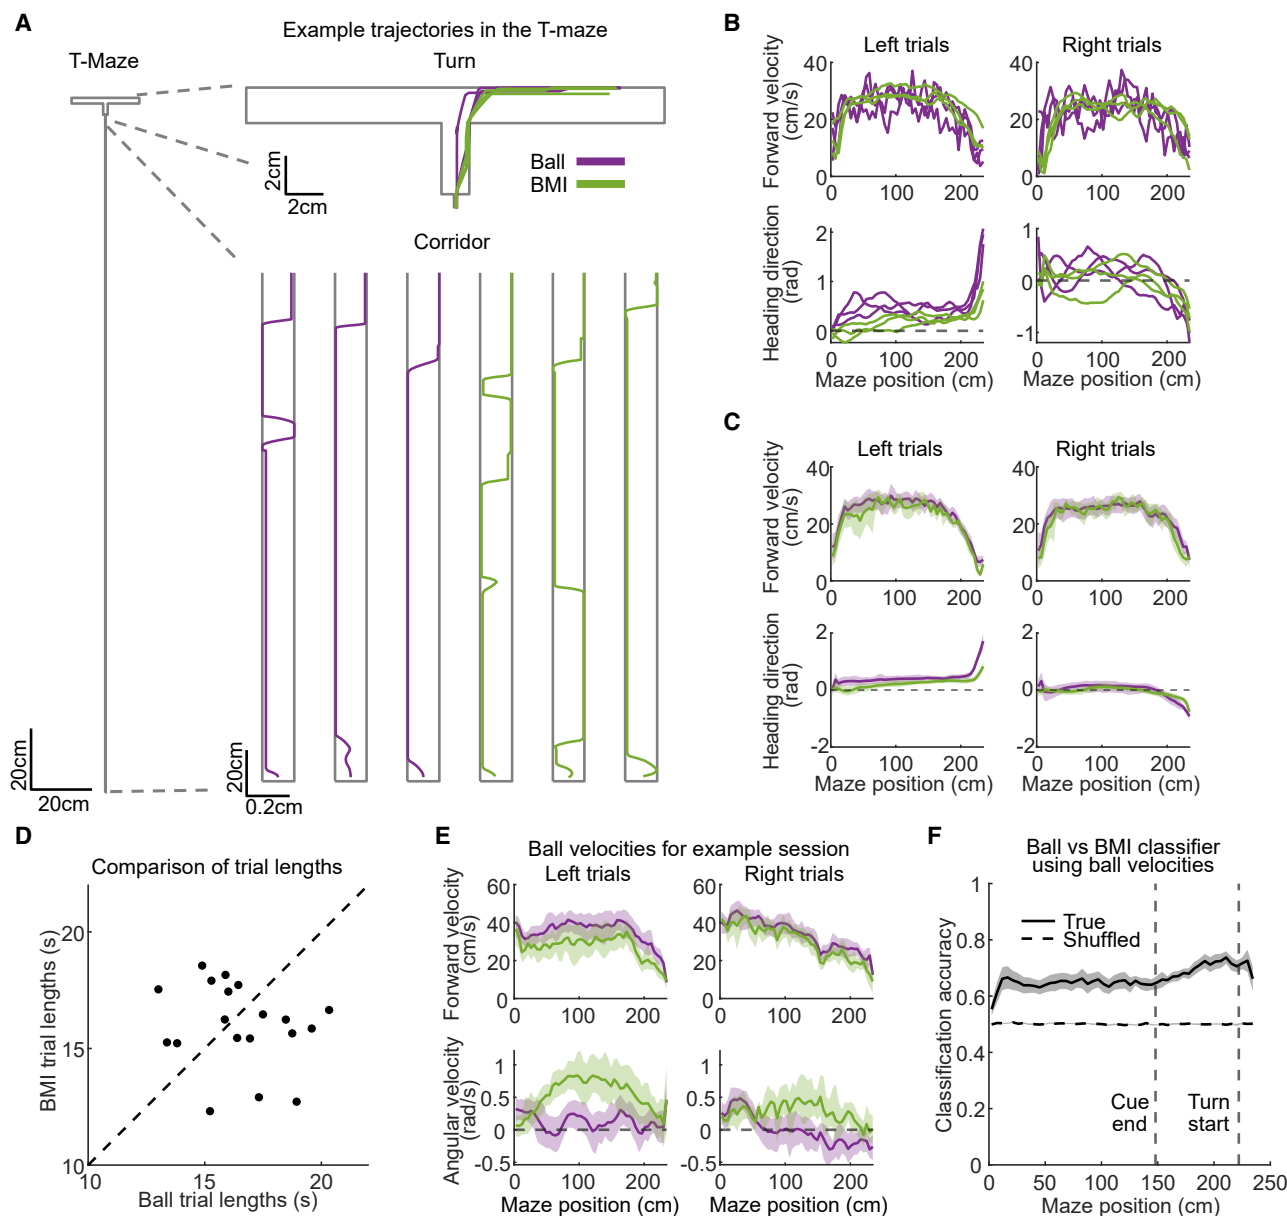 A
Example trajectories in the T-maze
T-Maze
Turn
2cm
2cm
Ball
BMI
Corridor
20cm
20cm
20cm
0.2cm
B
Left trials
Right trials
Forward velocity
(cm/s)
40
20
0
0 100 200
40
20
0
0 100 200
Heading direction
(rad)
2
1
0
0 100 200
Maze position (cm)
1
0
-1
0 100 200
Maze position (cm)
C
Left trials
Right trials
Forward velocity
(cm/s)
40
20
0
0 100 200
40
20
0
0 100 200
Heading direction
(rad)
2
0
-2
0 100 200
Maze position (cm)
2
0
-2
0 100 200
Maze position (cm)
D
Comparison of trial lengths
BMI trial lengths (s)
20
15
10
10 15 20
Ball trial lengths (s)
E
Ball velocities for example session
Left trials
Right trials
Forward velocity
(cm/s)
60
40
20
0
0 100 200
60
40
20
0
0 100 200
Angular velocity
(rad/s)
1
0.5
0
-0.5
0 100 200
Maze position (cm)
1
0.5
0
-0.5
0 100 200
Maze position (cm)
F
Ball vs BMI classifier
using ball velocities
Classification accuracy
1
0.8
0.6
0.4
0.2
0
True
Shuffled
Cue
end
Turn
start
0 50 100 150 200 250
Maze position (cm)